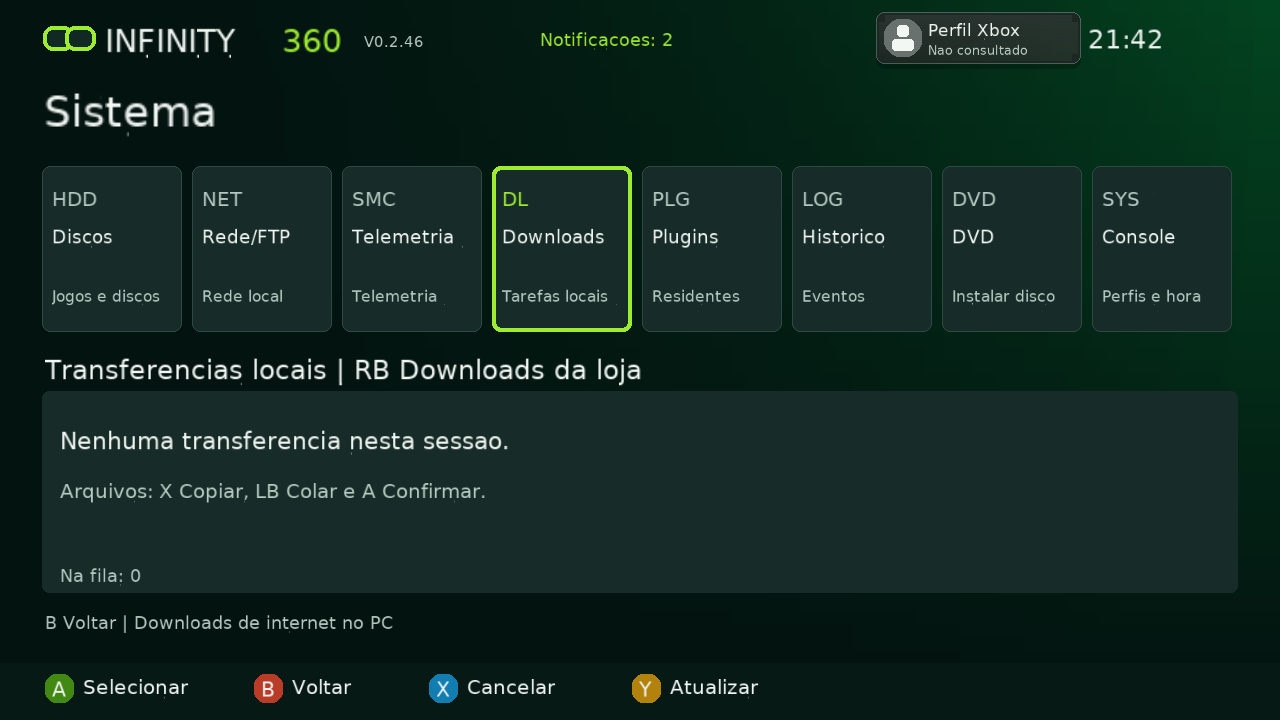 INFINITY 360 V0.2.46 Notificacoes: 2 Perfil Xbox 21:42
Nao consultado
Sistema
HDD NET SMC DL PLG LOG DVD SYS
Discos Rede/FTP Telemetria Downloads Plugins Historico DVD Console
Jogos e discos Rede local Telemetria Tarefas locais Residentes Eventos Instalar disco Perfis e hora
Transferencias locais | RB Downloads da loja
Nenhuma transferencia nesta sessao.
Arquivos: X Copiar, LB Colar e A Confirmar.
Na fila: 0
B Voltar | Downloads de internet no PC
A Selecionar B Voltar X Cancelar Y Atualizar